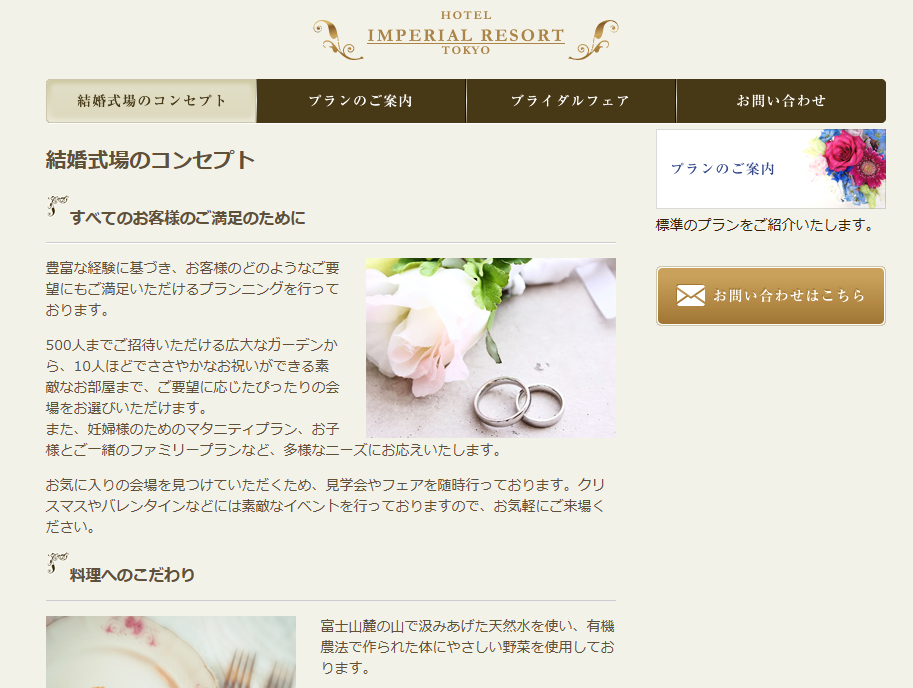 HOTEL
IMPERIAL RESORT
TOKYO
結婚式場のコンセプト
プランのご案内
ブライダルフェア
お問い合わせ
結婚式場のコンセプト
すべてのお客様のご満足のために
豊富な経験に基づき、お客様のどのようなご要
望にもご満足いただけるプランニングを行って
おります。
500人までご招待いただける広大なガーデンか
ら、10人ほどでささやかなお祝いができる素
敵なお部屋まで、ご要望に応じたぴったりの会
場をお選びいただけます。
また、妊婦様のためのマタニティプラン、お子
様とご一緒のファミリープランなど、多様なニーズにお応えいたします。
お気に入りの会場を見つけていただくため、見学会やフェアを随時行っております。クリ
スマスやバレンタインなどには素敵なイベントを行っておりますので、お気軽にご来場く
ださい。
料理へのこだわり
富士山麓の山で汲みあげた天然水を使い、有機
農法で作られた体にやさしい野菜を使用してお
ります。
プランのご案内
標準のプランをご紹介いたします。
お問い合わせはこちら